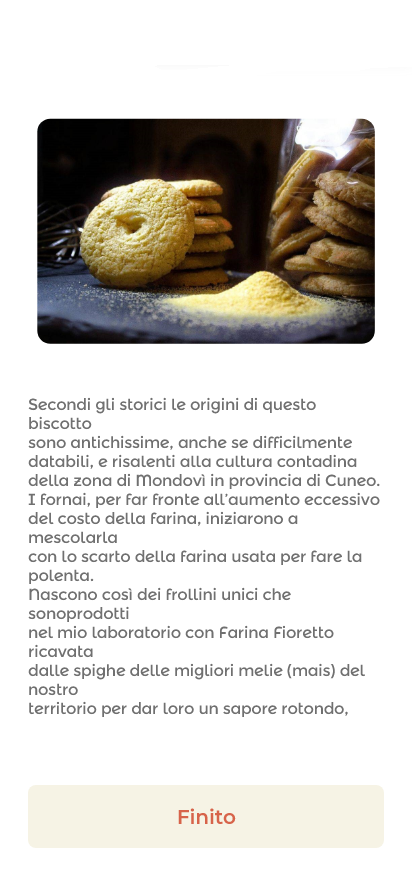 Secondi gli storici le origini di questo
biscotto
sono antichissime, anche se difficilmente
databili, e risalenti alla cultura contadina
della zona di Mondovì in provincia di Cuneo.
I fornai, per far fronte all'aumento eccessivo
del costo della farina, iniziarono a
mescolarla
con lo scarto della farina usata per fare la
polenta.
Nascono così dei frollini unici che
sonoprodotti
nel mio laboratorio con Farina Fioretto
ricavata
dalle spighe delle migliori melie (mais) del
nostro
territorio per dar loro un sapore rotondo,
Finito